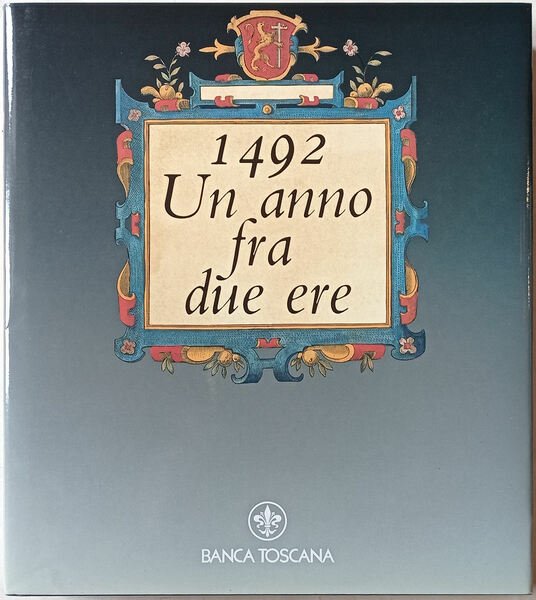 1492
Un anno
fra
due ere
BANCA TOSCANA